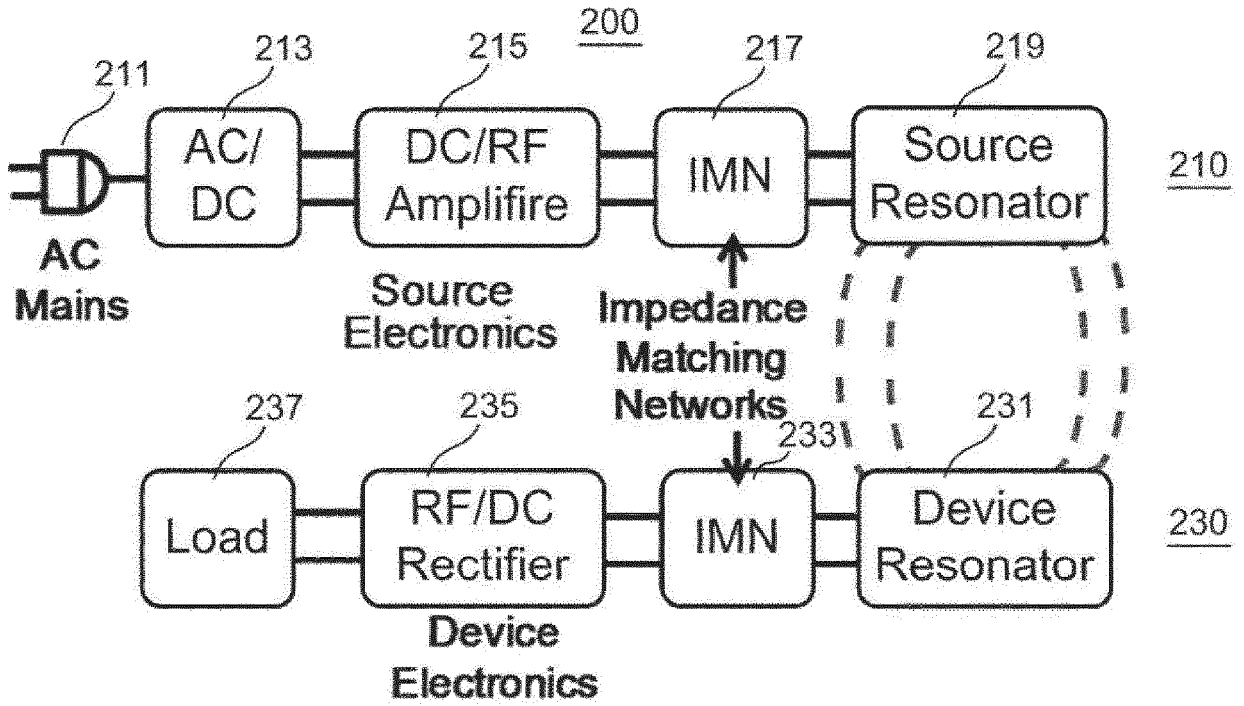 200
211
213
215
217
219
AC/
DC
DC/RF
Amplifire
IMN
Source
Resonator
210
AC
Mains
Source
Electronics
Impedance
Matching
Networks
237
235
233
231
Load
RF/DC
Rectifier
IMN
Device
Resonator
230
Device
Electronics